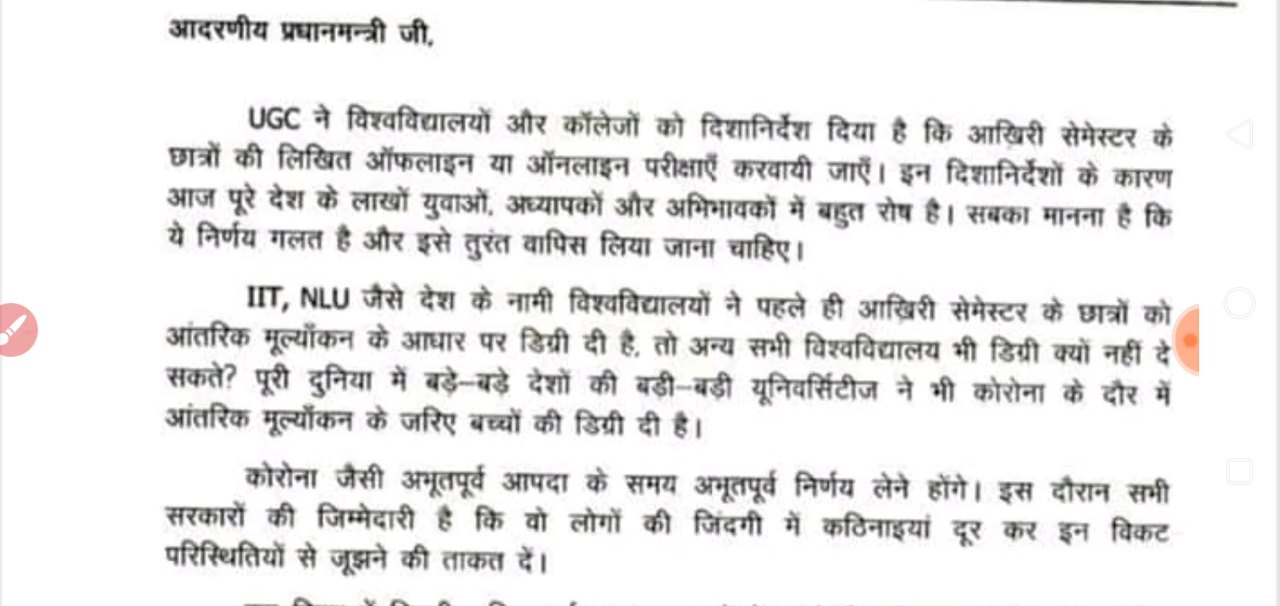 आदरणीय प्रधानमन्त्री जी,
UGC ने विश्वविद्यालयों और कॉलेजों को दिशानिर्देश दिया है कि आख़िरी सेमेस्टर के
छात्रों की लिखित ऑफलाइन या ऑनलाइन परीक्षाएँ करवायी जाएँ। इन दिशानिर्देशों के कारण
आज पूरे देश के लाखों युवाओं, अध्यापकों और अभिभावकों में बहुत रोष है। सबका मानना है कि
ये निर्णय गलत है और इसे तुरंत वापिस लिया जाना चाहिए।
IIT, NLU जैसे देश के नामी विश्वविद्यालयों ने पहले ही आख़िरी सेमेस्टर के छात्रों को
आंतरिक मूल्याँकन के आधार पर डिग्री दी है, तो अन्य सभी विश्वविद्यालय भी डिग्री क्यों नहीं दे
सकते? पूरी दुनिया में बड़े-बड़े देशों की बड़ी-बड़ी यूनिवर्सिटीज ने भी कोरोना के दौर में
आंतरिक मूल्याँकन के जरिए बच्चों की डिग्री दी है।
कोरोना जैसी अभूतपूर्व आपदा के समय अभूतपूर्व निर्णय लेने होंगे। इस दौरान सभी
सरकारों की जिम्मेदारी है कि वो लोगों की जिंदगी में कठिनाइयां दूर कर इन विकट
परिस्थितियों से जूझने की ताकत दें।